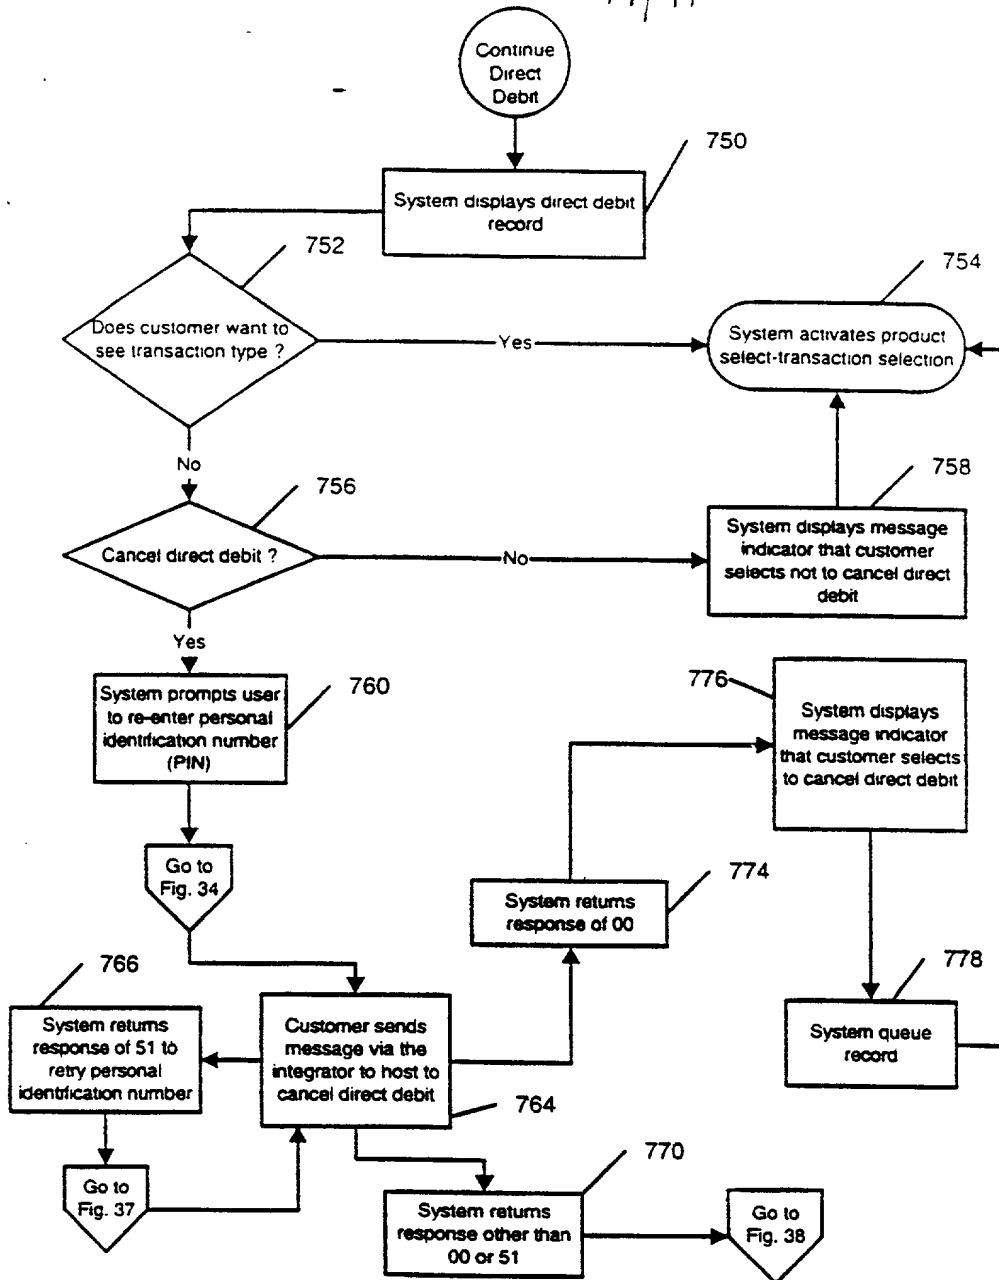 Continue
Direct
Debit
750
System displays direct debit
record
752
754
Does customer want to
see transaction type ?
Yes
System activates product
select-transaction selection
No
756
758
Cancel direct debit ?
No
System displays message
indicator that customer
selects not to cancel direct
debit
Yes
760
System prompts user
to re-enter personal
identification number
(PIN)
776
System displays
message indicator
that customer selects
to cancel direct debit
Go to
Fig. 34
774
System returns
response of 00
766
778
System returns
response of 51 to
retry personal
identification number
Customer sends
message via the
integrator to host to
cancel direct debit
764
System queue
record
770
Go to
Fig. 37
System returns
response other than
00 or 51
Go to
Fig. 38